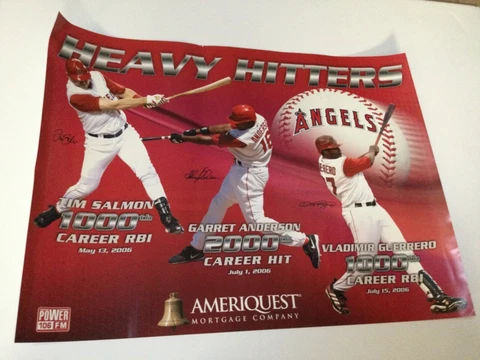 HEAVY HITTERS
ANGELS
TIM SALMON
1000th
CAREER RBI
May 13, 2006
GARRET ANDERSON
2000th
CAREER HIT
July 1, 2006
VLADIMIR GUERRERO
1000th
CAREER RBI
July 15, 2006
POWER
106 FM
AMERIQUEST
MORTGAGE COMPANY